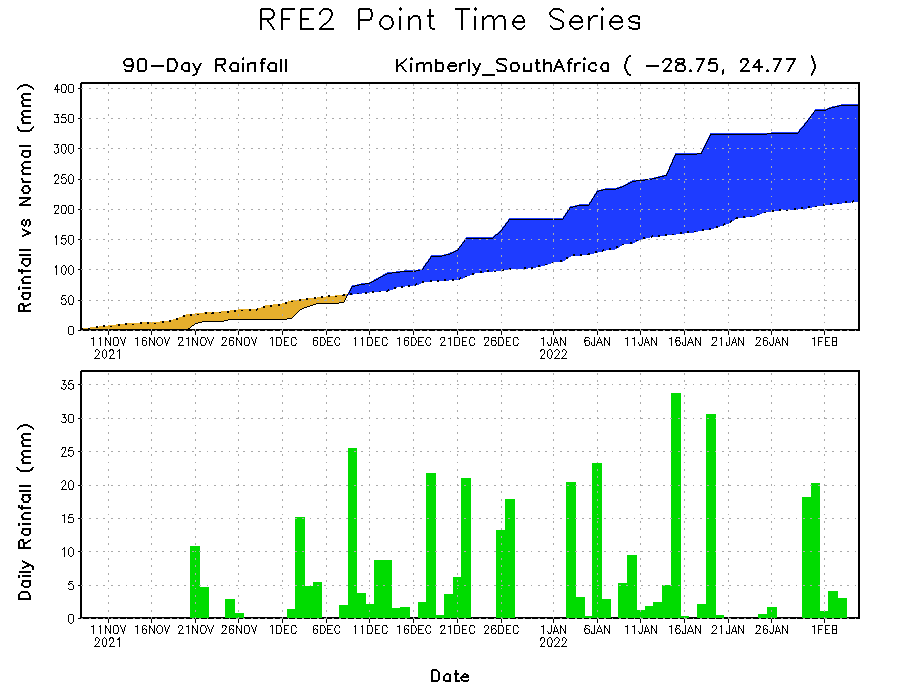 RFE2 Point Time Series
90-Day Rainfall Kimberly_SouthAfrica ( -28.75, 24.77 )
Rainfall vs Normal (mm)
400
350
300
250
200
150
100
50
0
11NOV 16NOV 21NOV 26NOV 1DEC 6DEC 11DEC 16DEC 21DEC 26DEC 1JAN 6JAN 11JAN 16JAN 21JAN 26JAN 1FEB
2021 2022
Daily Rainfall (mm)
35
30
25
20
15
10
5
0
11NOV 16NOV 21NOV 26NOV 1DEC 6DEC 11DEC 16DEC 21DEC 26DEC 1JAN 6JAN 11JAN 16JAN 21JAN 26JAN 1FEB
2021 2022
Date